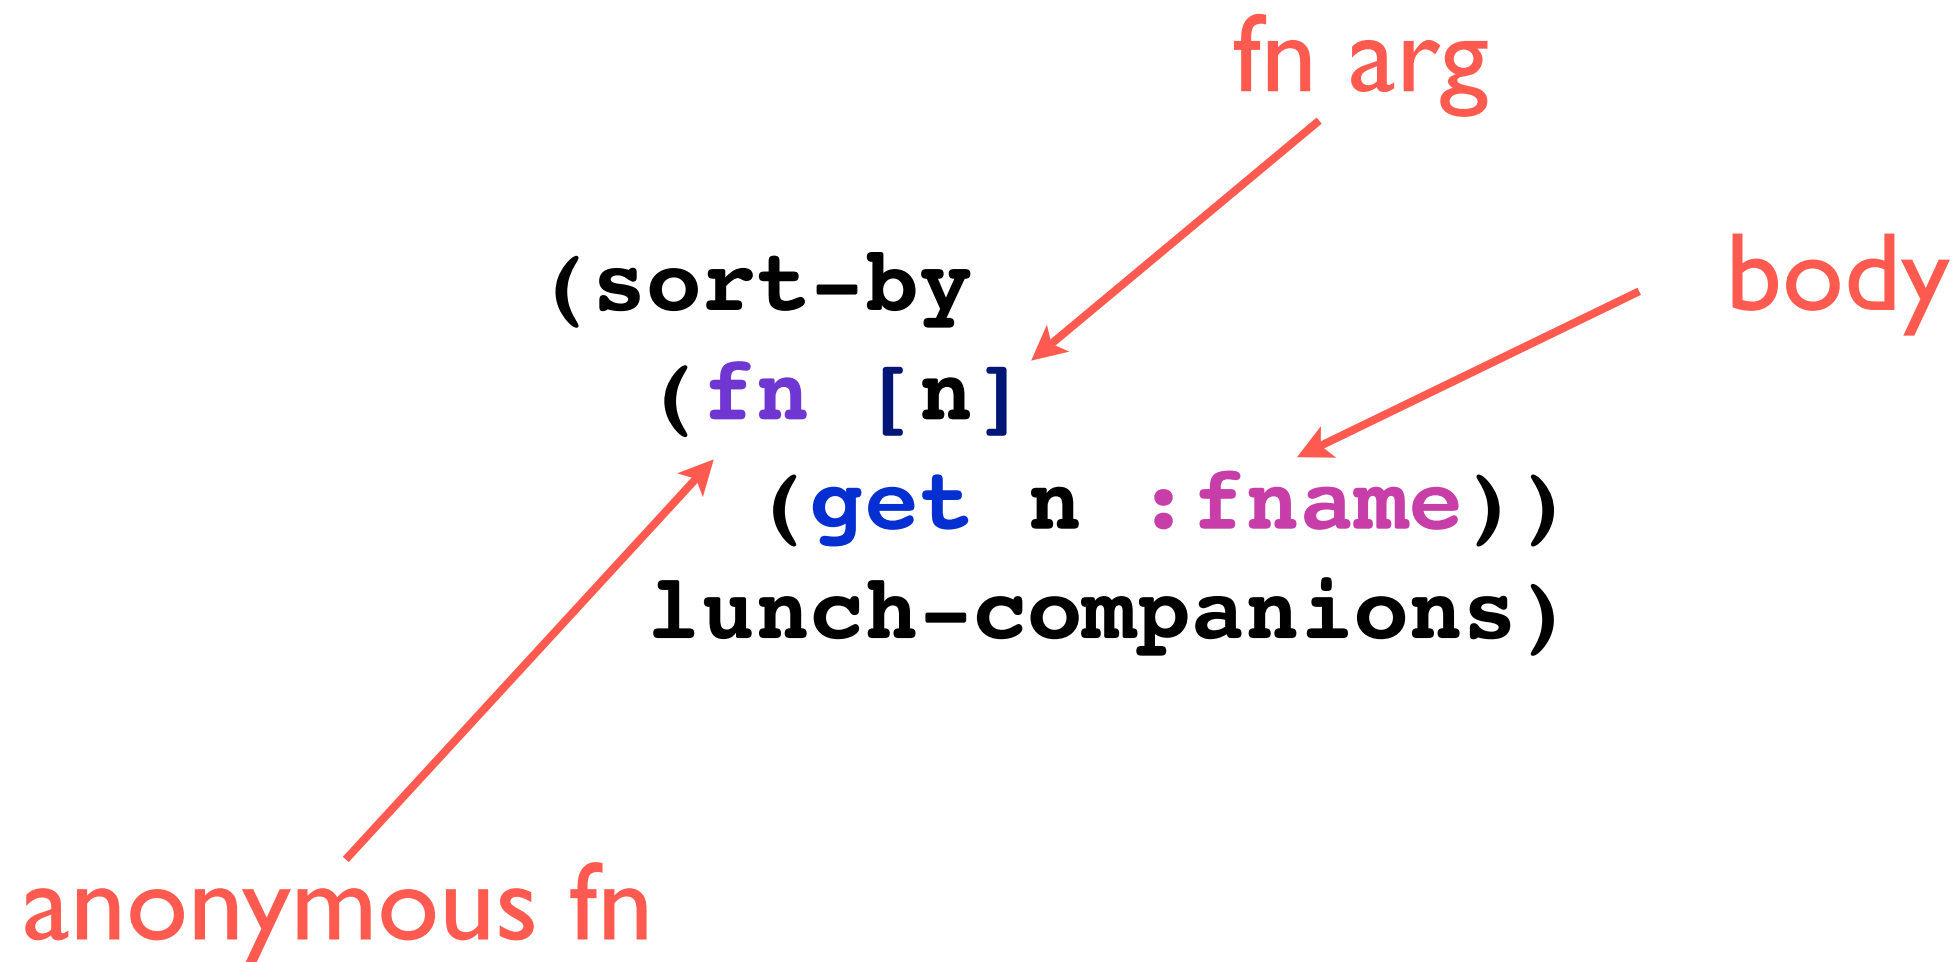 fn arg
body
(sort-by
(fn [n]
(get n :fname))
lunch-companions)
anonymous fn